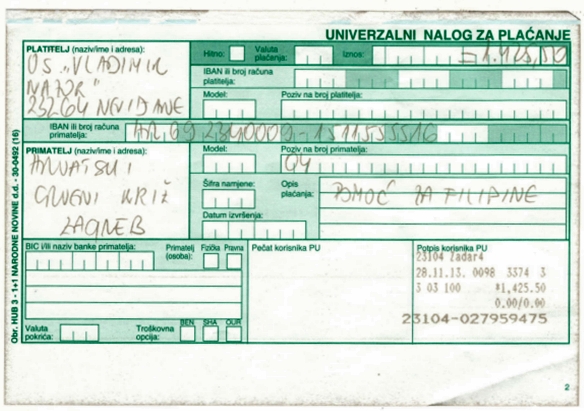 UNIVERZALNI NALOG ZA PLAĆANJE
PLATITELJ (naziv/ime i adresa):
OŠ „VLADIMIR
NAZOR"
23264 NEVIĐANE
Hitno:
Valuta plaćanja:
Iznos:
=1.425,50
IBAN ili broj računa platitelja:
Model:
Poziv na broj platitelja:
IBAN ili broj računa primatelja:
PRIMATELJ (naziv/ime i adresa):
HRVATSKI
CRVENI KRIŽ
ZAGREB
Model:
Poziv na broj primatelja:
04
Šifra namjene:
Opis plaćanja:
POMOĆ ZA FILIPINE
Datum izvršenja:
BIC i/ili naziv banke primatelja:
Primatelj (osoba):
Fizička Pravna
Valuta pokrića:
Troškovna opcija:
BEN SHA OUR
Pečat korisnika PU
Potpis korisnika PU
23104 Zadar4
28.11.13. 0098 3374 3
3 03 100 *1,425.50
0.00/0.00
23104-027959475
Obr. HUB 3 - 1+1 NARODNE NOVINE d.d. - 30-0492 (16)
2